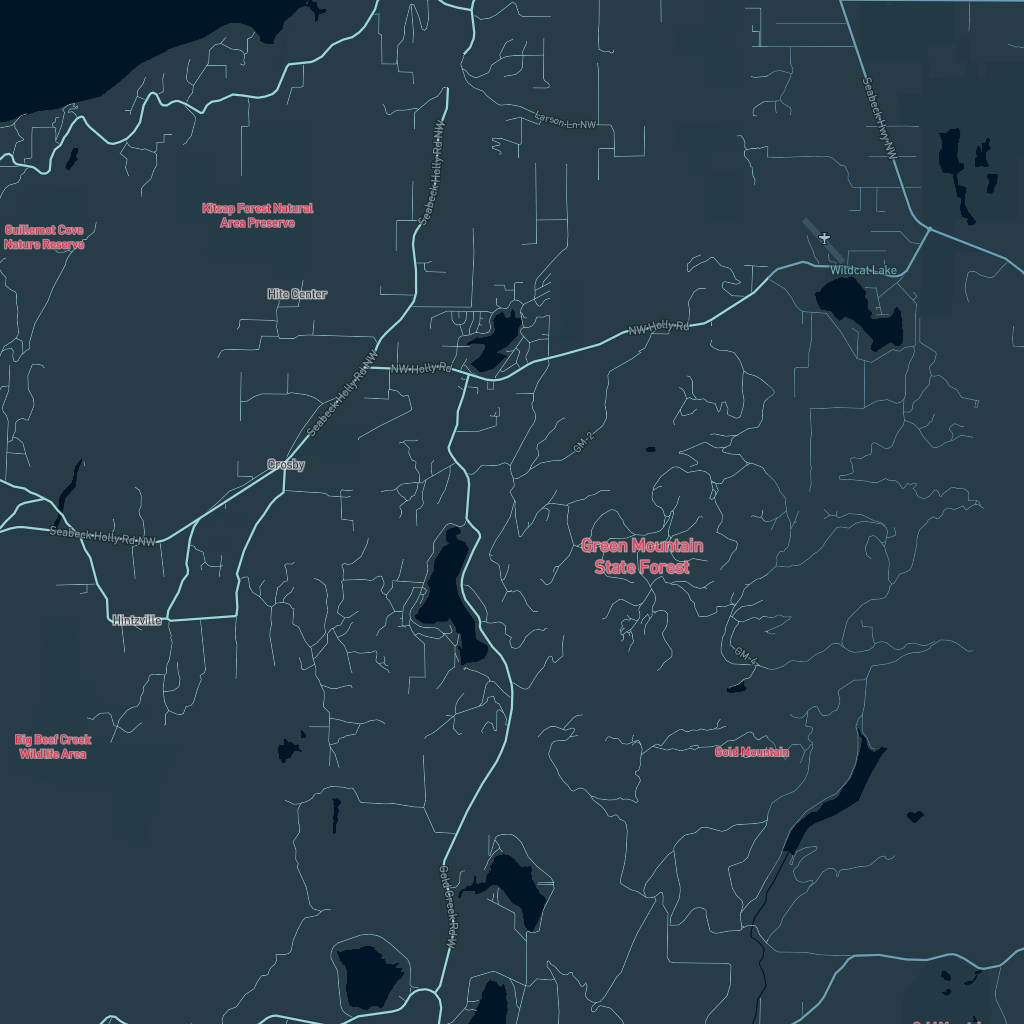 Seabeck Hwy NW
Larson Ln NW
Seabeck Holly Rd NW
Kitsap Forest Natural
Area Preserve
Guillemot Cove
Nature Reserve
Wildcat Lake
Hite Center
NW Holly Rd
NW Holly Rd
Seabeck Holly Rd NW
GM-2
Crosby
Seabeck Holly Rd NW
Green Mountain
State Forest
Hintzville
GM-4
Big Beef Creek
Wildlife Area
Gold Mountain
Gold Creek Rd W